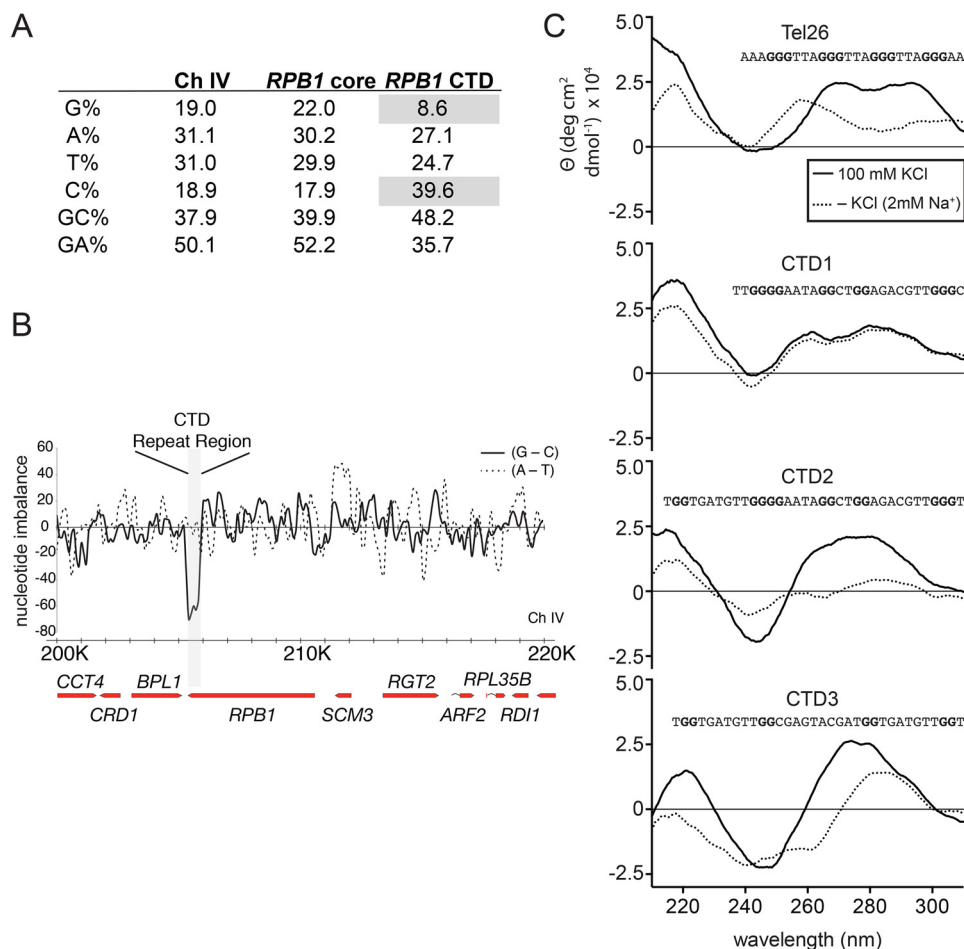 A
Ch IV RPB1 core RPB1 CTD
G% 19.0 22.0 8.6
A% 31.1 30.2 27.1
T% 31.0 29.9 24.7
C% 18.9 17.9 39.6
GC% 37.9 39.9 48.2
GA% 50.1 52.2 35.7
B
CTD
Repeat Region
(G – C)
(A – T)
nucleotide imbalance
60
40
20
0
-20
-40
-60
-80
Ch IV
200K 210K 220K
CCT4 BPL1 RGT2 RPL35B
CRD1 RPB1 SCM3 ARF2 RDI1
C
Tel26
AAAGGGTTAGGGTTAGGGTTAGGGAA
Θ (deg cm² dmol⁻¹) x 10⁴
5.0
2.5
0
-2.5
100 mM KCl
– KCl (2mM Na⁺)
CTD1
TTGGGGAATAGGCTGGAGACGTTGGGC
5.0
2.5
0
-2.5
CTD2
TGGTGATGTTGGGGAATAGGCTGGAGACGTTGGGT
5.0
2.5
0
-2.5
CTD3
TGGTGATGTTGGCGAGTACGATGGTGATGTTGGT
5.0
2.5
0
-2.5
220 240 260 280 300
wavelength (nm)